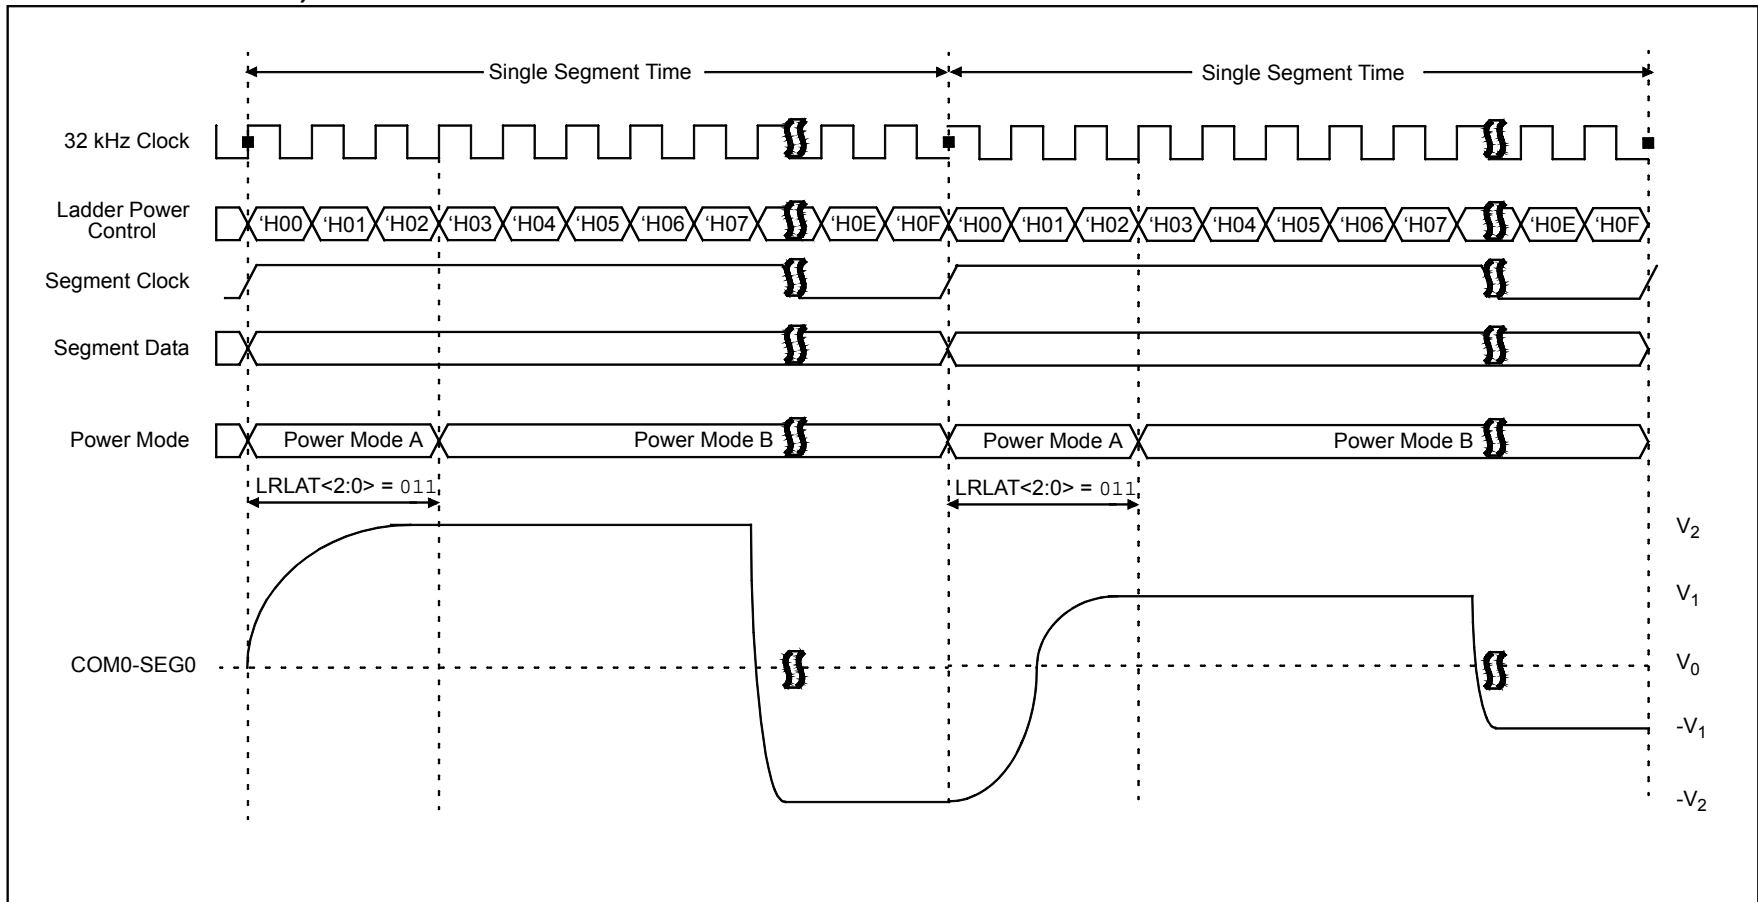 Single Segment Time Single Segment Time
32 kHz Clock
Ladder Power
Control
‘H00 ‘H01 ‘H02 ‘H03 ‘H04 ‘H05 ‘H06 ‘H07 ‘H0E ‘H0F ‘H00 ‘H01 ‘H02 ‘H03 ‘H04 ‘H05 ‘H06 ‘H07 ‘H0E ‘H0F
Segment Clock
Segment Data
Power Mode Power Mode A Power Mode B Power Mode A Power Mode B
LRLAT<2:0> = 011 LRLAT<2:0> = 011
V2
V1
COM0-SEG0 V0
-V1
-V2